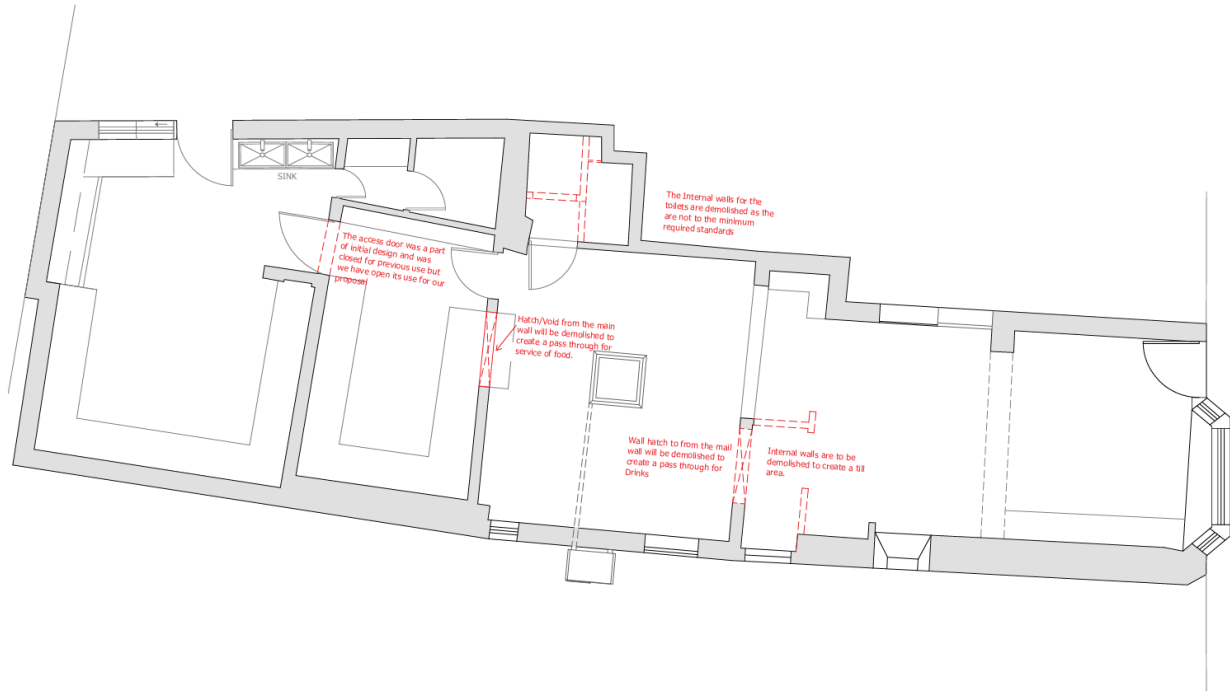 SINK
The Internal walls for the
toilets are demolished as the
are not to the minimum
required standards
The access door was a part
of initial design and was
closed for previous use but
we have open its use for our
proposal
Hatch/Void from the main
wall will be demolished to
create a pass through for
service of food.
Wall hatch to from the mail
wall will be demolished to
create a pass through for
Drinks
Internal walls are to be
demolished to create a till
area.